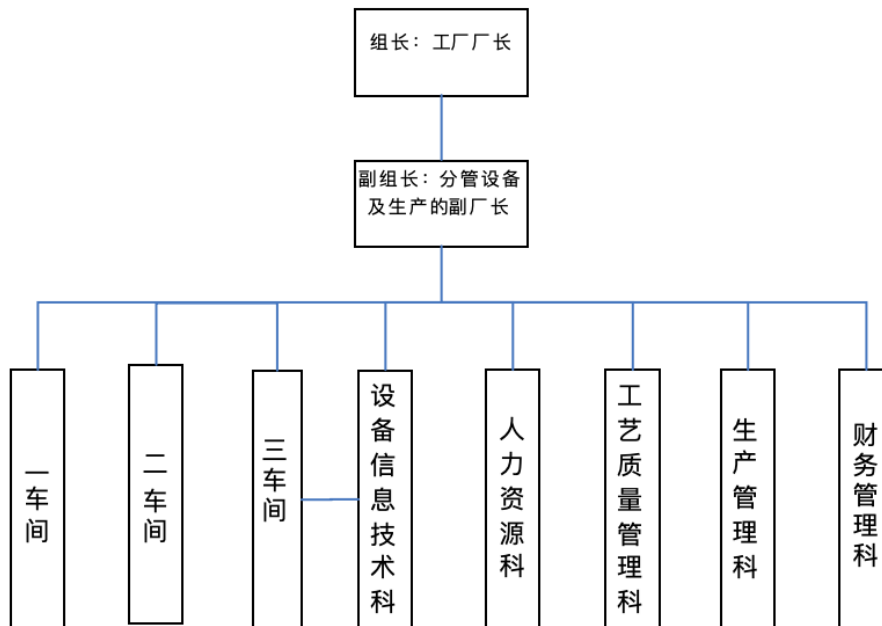 组长：工厂厂长
副组长：分管设备
及生产的副厂长
一车间
二车间
三车间
设备信息技术科
人力资源科
工艺质量管理科
生产管理科
财务管理科